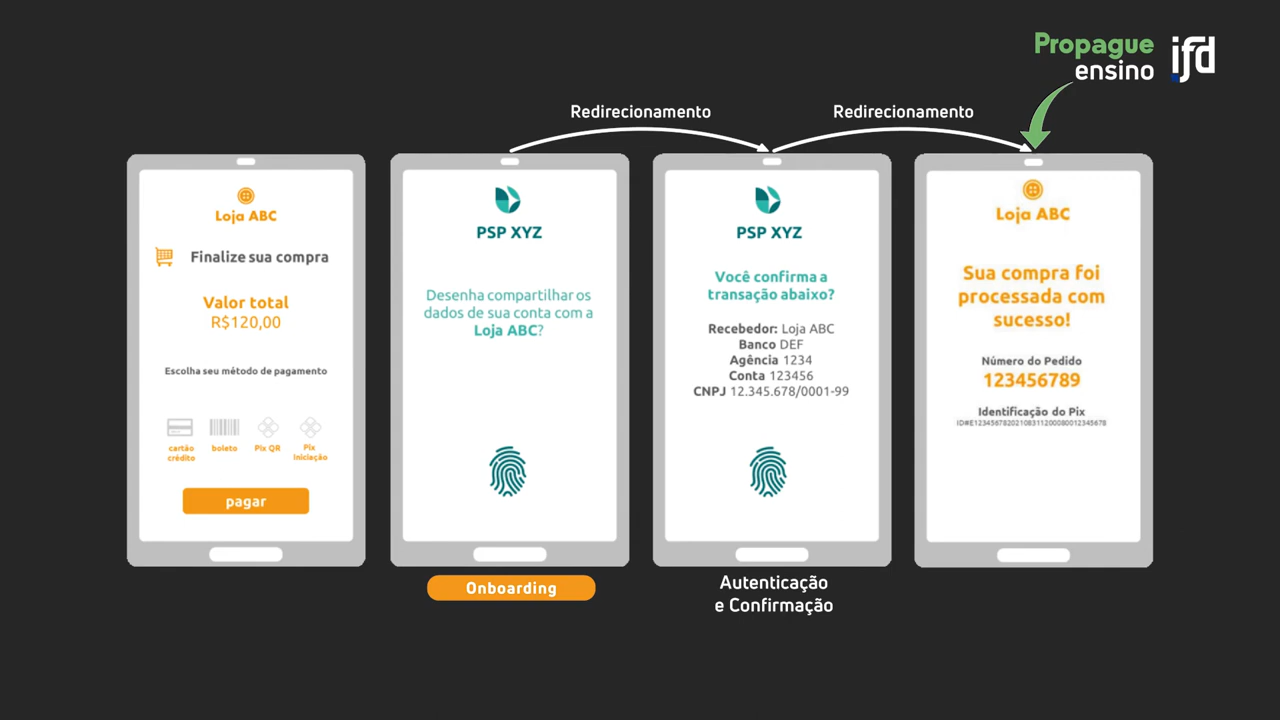 Propague
ensino
ifd
Redirecionamento
Redirecionamento
Loja ABC
Finalize sua compra
Valor total
R$120,00
Escolha seu método de pagamento
cartão
crédito
boleto
Pix QR
Pix
Iniciação
pagar
PSP XYZ
Desenha compartilhar os
dados de sua conta com a
Loja ABC?
Onboarding
PSP XYZ
Você confirma a
transação abaixo?
Recebedor: Loja ABC
Banco DEF
Agência 1234
Conta 123456
CNPJ 12.345.678/0001-99
Autenticação
e Confirmação
Loja ABC
Sua compra foi
processada com
sucesso!
Número do Pedido
123456789
Identificação do Pix